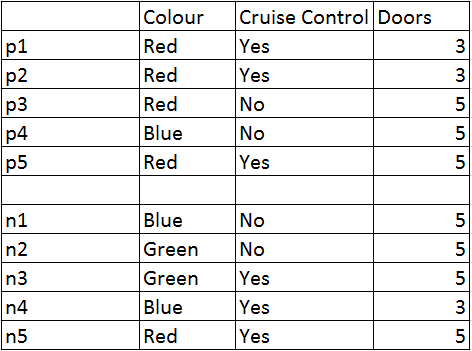 Colour Cruise Control Doors
p1 Red Yes 3
p2 Red Yes 3
p3 Red No 5
p4 Blue No 5
p5 Red Yes 5
n1 Blue No 5
n2 Green No 5
n3 Green Yes 5
n4 Blue Yes 3
n5 Red Yes 5